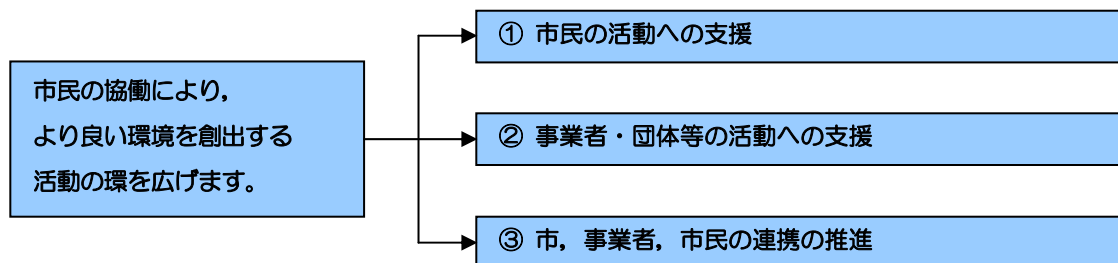 市民の協働により，
より良い環境を創出する
活動の環を広げます。
① 市民の活動への支援
② 事業者・団体等の活動への支援
③ 市，事業者，市民の連携の推進